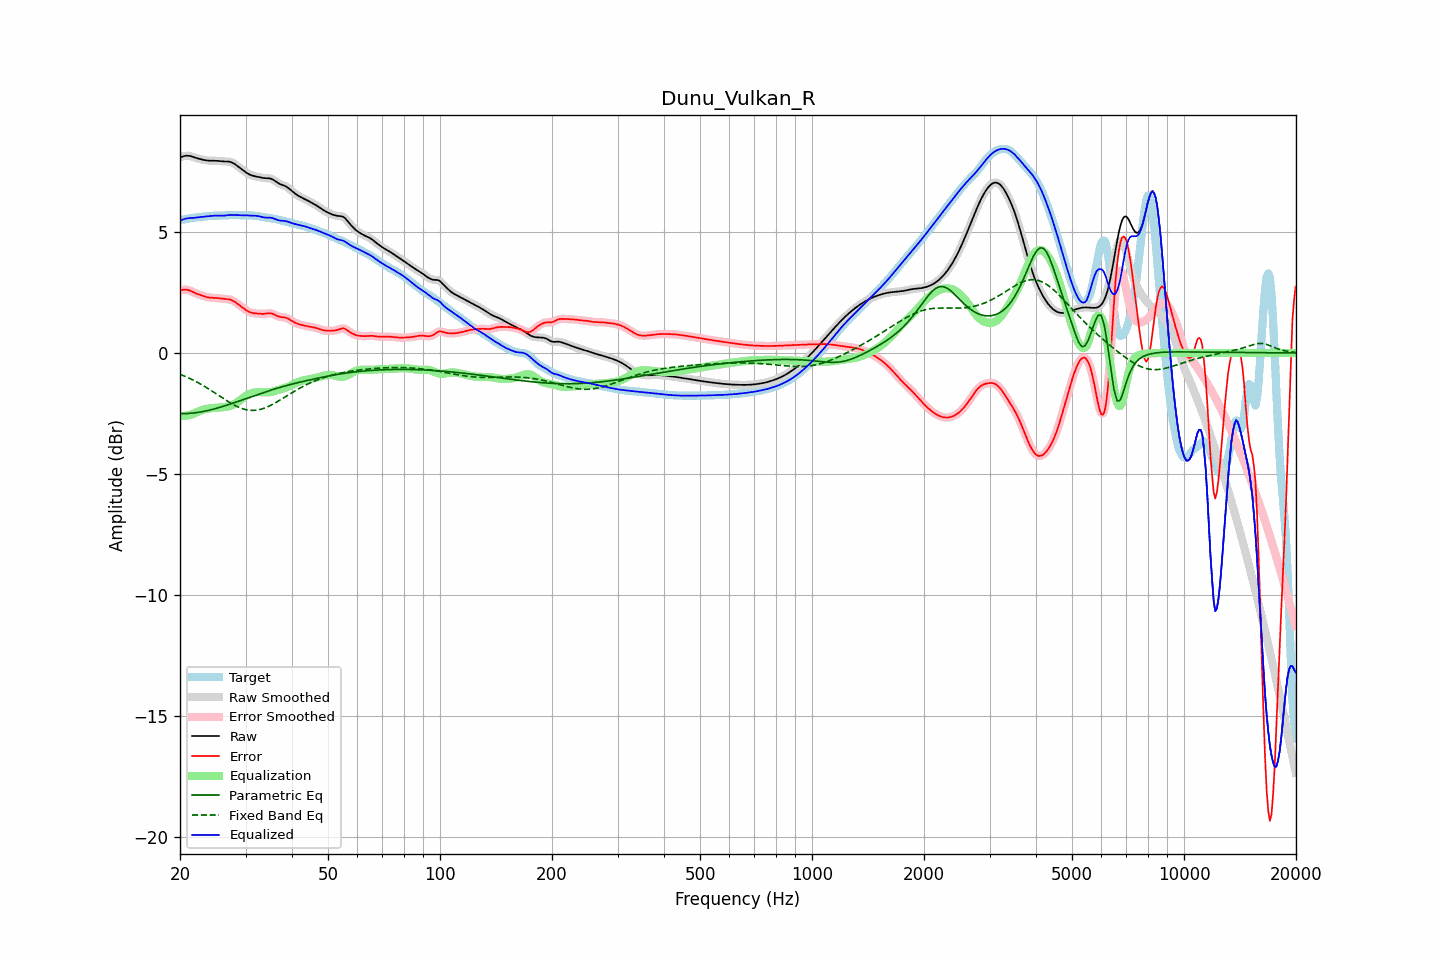 Dunu_Vulkan_R
Amplitude (dBr)
5
0
−5
−10
−15
−20
Target
Raw Smoothed
Error Smoothed
Raw
Error
Equalization
Parametric Eq
Fixed Band Eq
Equalized
20 50 100 200 500 1000 2000 5000 10000 20000
Frequency (Hz)